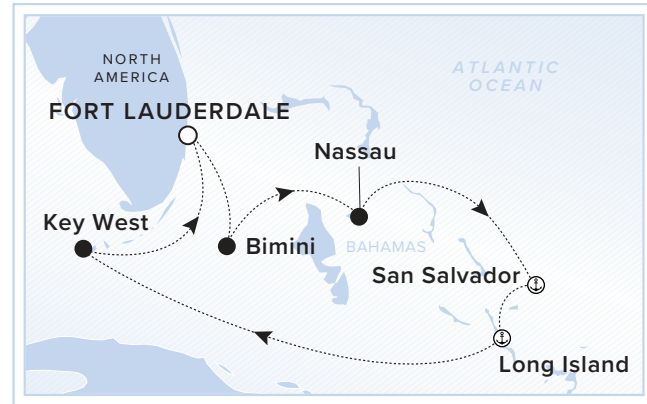 NORTH
AMERICA
ATLANTIC
OCEAN
FORT LAUDERDALE
Nassau
Key West
Bimini
BAHAMAS
San Salvador
Long Island